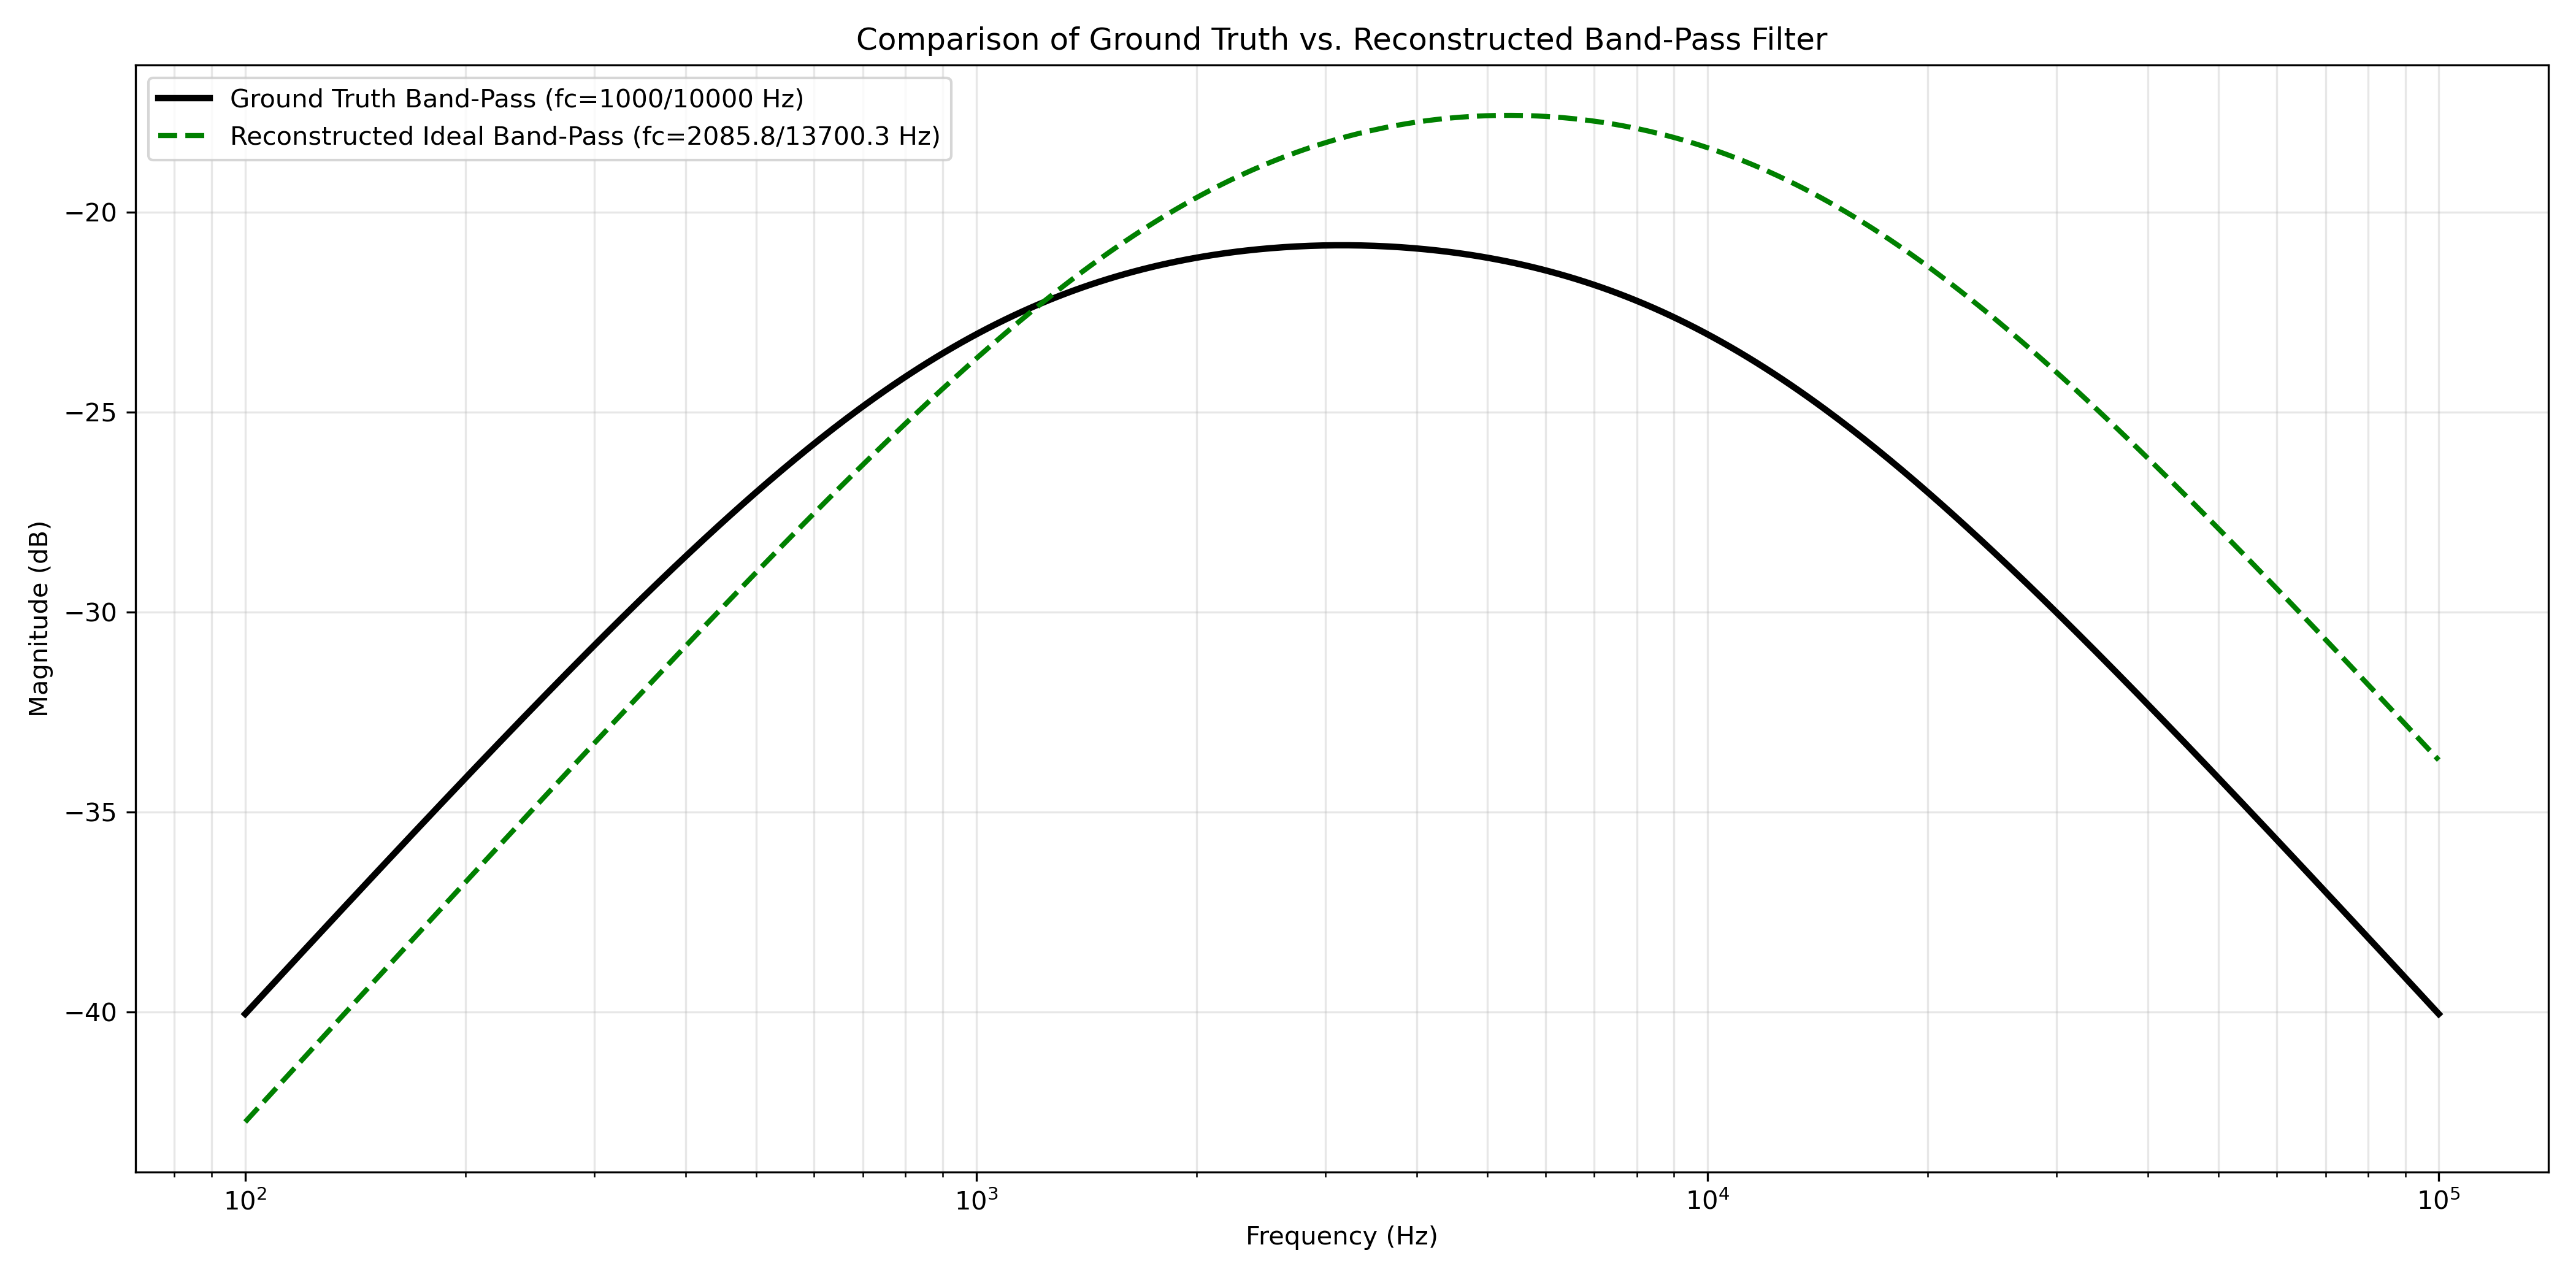 Comparison of Ground Truth vs. Reconstructed Band-Pass Filter
Ground Truth Band-Pass (fc=1000/10000 Hz)
Reconstructed Ideal Band-Pass (fc=2085.8/13700.3 Hz)
Magnitude (dB)
−20
−25
−30
−35
−40
10²
10³
10⁴
10⁵
Frequency (Hz)